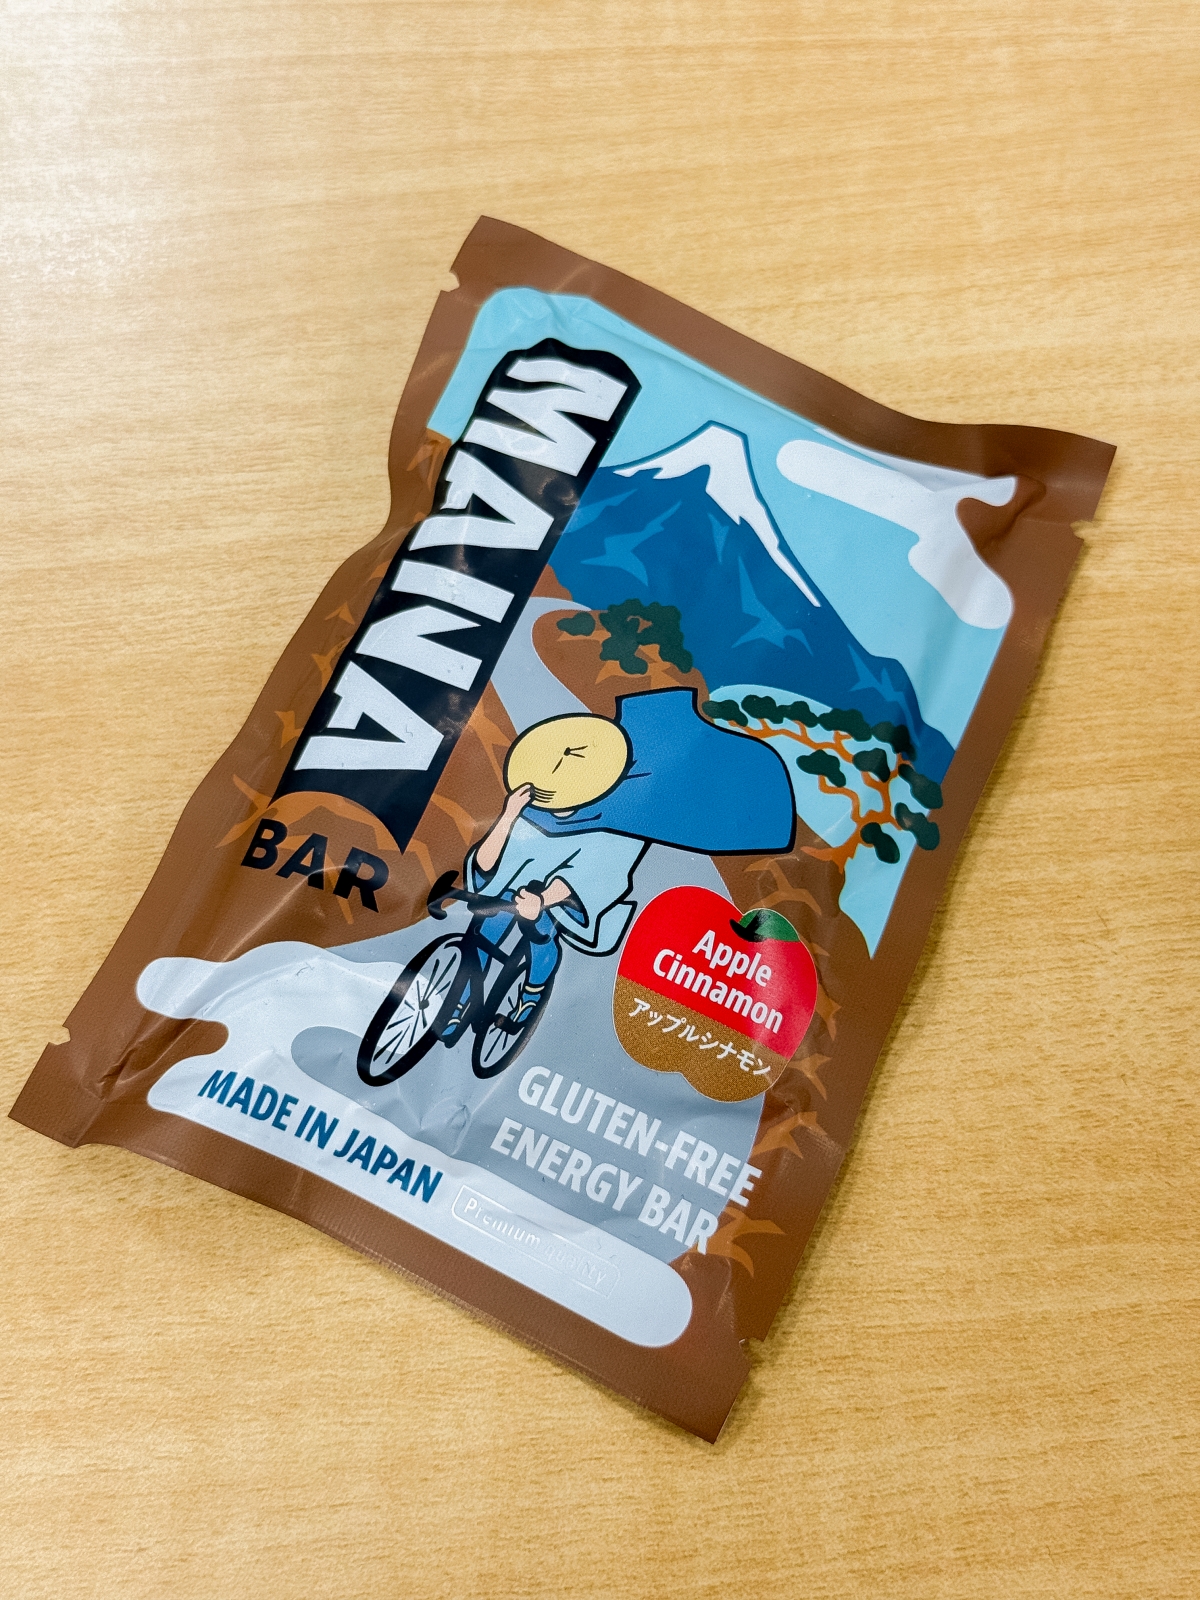 MANA
BAR
Apple
Cinnamon
アップルシナモン
GLUTEN-FREE
ENERGY BAR
MADE IN JAPAN
Premium quality